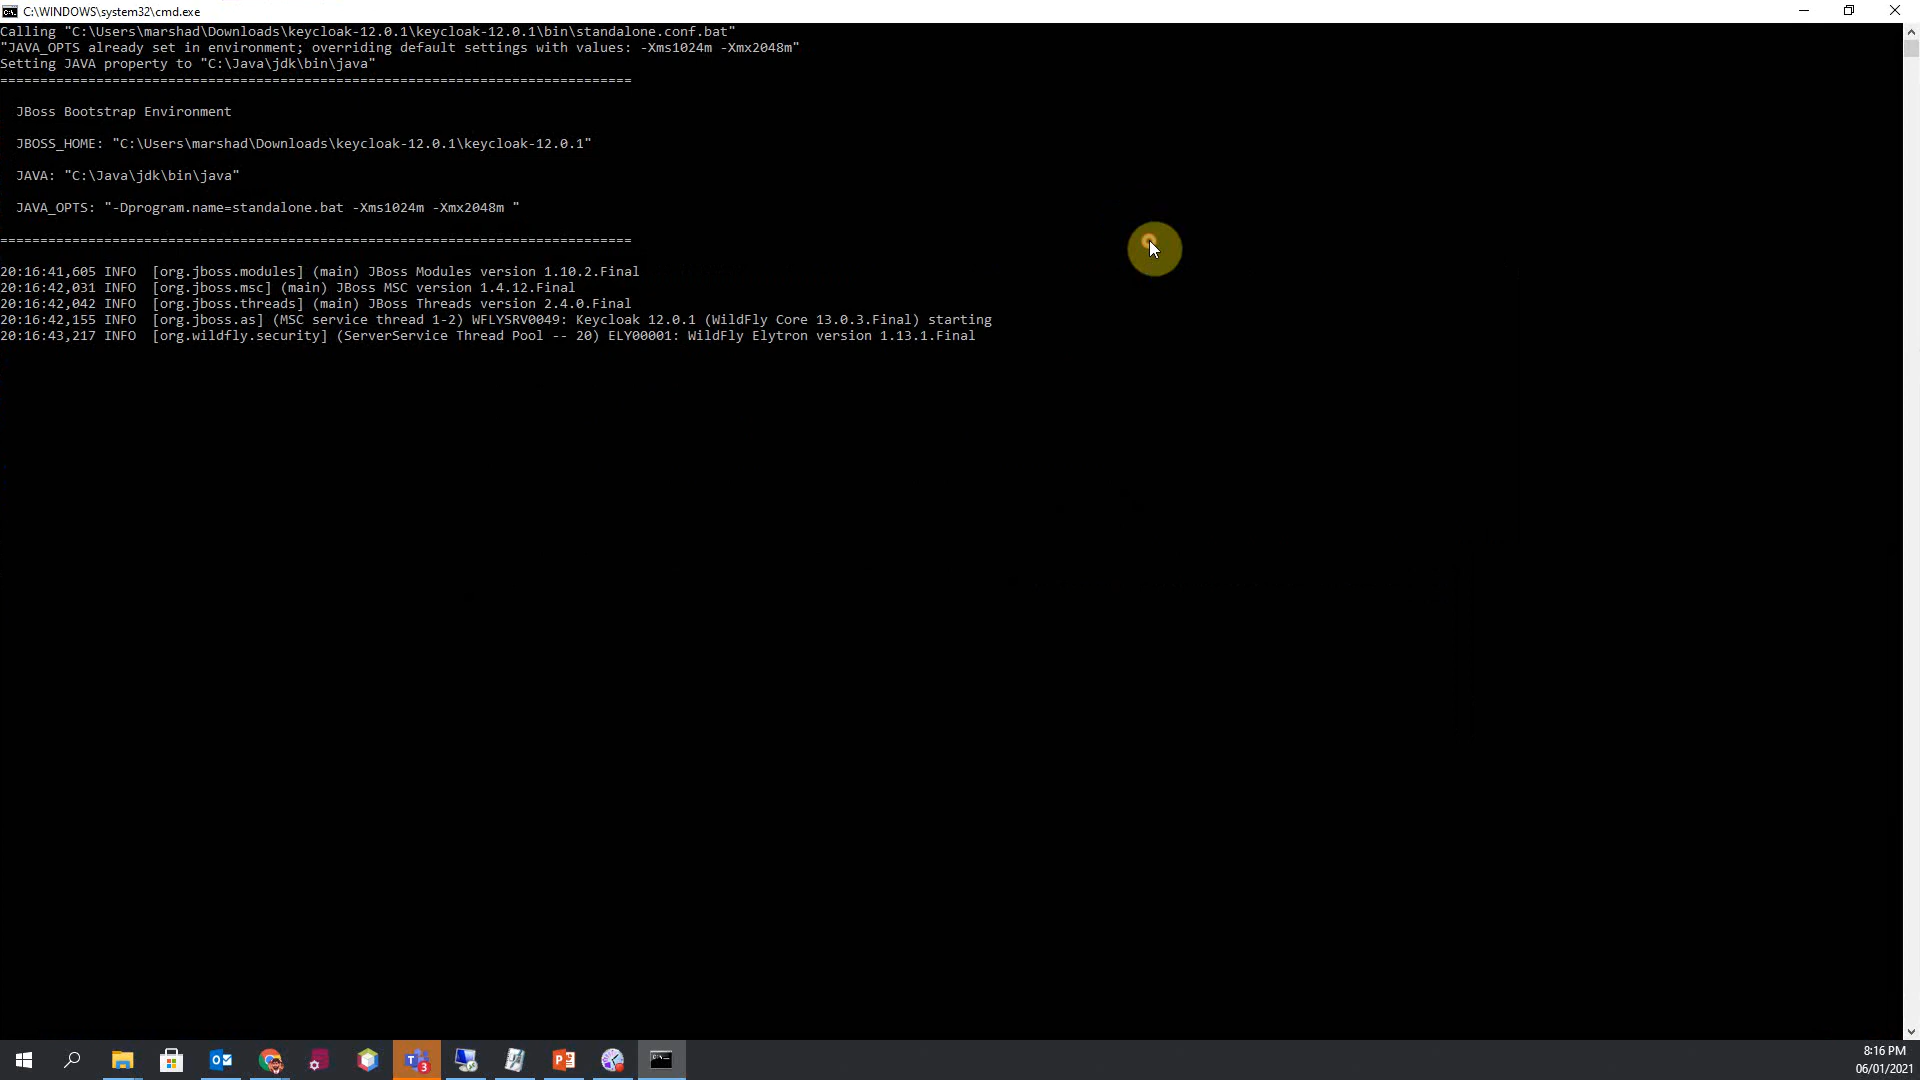 C:\WINDOWS\system32\cmd.exe
Calling "C:\Users\marshad\Downloads\keycloak-12.0.1\keycloak-12.0.1\bin\standalone.conf.bat"
"JAVA_OPTS already set in environment; overriding default settings with values: -Xms1024m -Xmx2048m"
Setting JAVA property to "C:\Java\jdk\bin\java"
===============================================================================
JBoss Bootstrap Environment
JBOSS_HOME: "C:\Users\marshad\Downloads\keycloak-12.0.1\keycloak-12.0.1"
JAVA: "C:\Java\jdk\bin\java"
JAVA_OPTS: "-Dprogram.name=standalone.bat -Xms1024m -Xmx2048m "
===============================================================================
20:16:41,605 INFO  [org.jboss.modules] (main) JBoss Modules version 1.10.2.Final
20:16:42,031 INFO  [org.jboss.msc] (main) JBoss MSC version 1.4.12.Final
20:16:42,042 INFO  [org.jboss.threads] (main) JBoss Threads version 2.4.0.Final
20:16:42,155 INFO  [org.jboss.as] (MSC service thread 1-2) WFLYSRV0049: Keycloak 12.0.1 (WildFly Core 13.0.3.Final) starting
20:16:43,217 INFO  [org.wildfly.security] (ServerService Thread Pool -- 20) ELY00001: WildFly Elytron version 1.13.1.Final
8:16 PM
06/01/2021